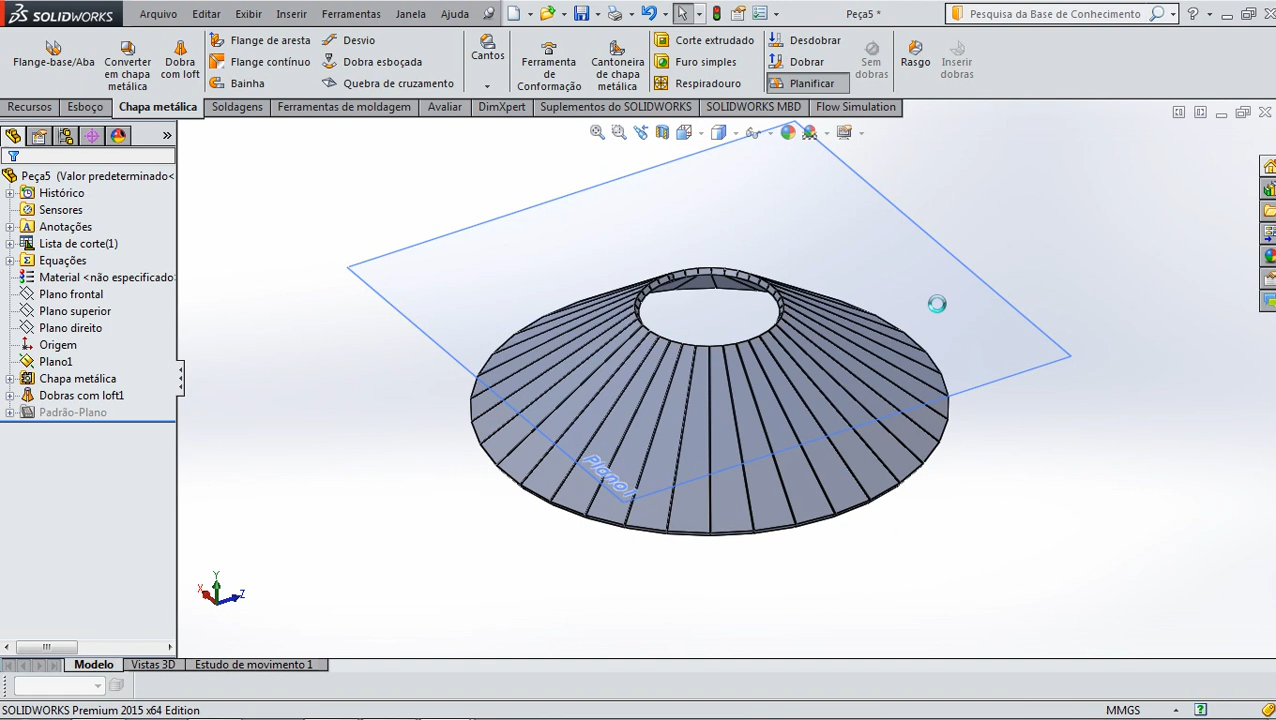 SOLIDWORKS Arquivo Editar Exibir Inserir Ferramentas Janela Ajuda Peça5 * Pesquisa da Base de Conhecimento
Flange-base/Aba
Converter em chapa metálica
Dobra com loft
Flange de aresta
Flange contínuo
Bainha
Desvio
Dobra esboçada
Quebra de cruzamento
Cantos
Ferramenta de Conformação
Cantoneira de chapa metálica
Corte extrudado
Furo simples
Respiradouro
Desdobrar
Dobrar
Planificar
Sem dobras
Rasgo
Inserir dobras
Recursos Esboço Chapa metálica Soldagens Ferramentas de moldagem Avaliar DimXpert Suplementos do SOLIDWORKS SOLIDWORKS MBD Flow Simulation
Peça5 (Valor predeterminado<
Histórico
Sensores
Anotações
Lista de corte(1)
Equações
Material <não especificado
Plano frontal
Plano superior
Plano direito
Origem
Plano1
Chapa metálica
Dobras com loft1
Padrão-Plano
Plano1
Y
X
Z
Modelo Vistas 3D Estudo de movimento 1
SOLIDWORKS Premium 2015 x64 Edition MMGS